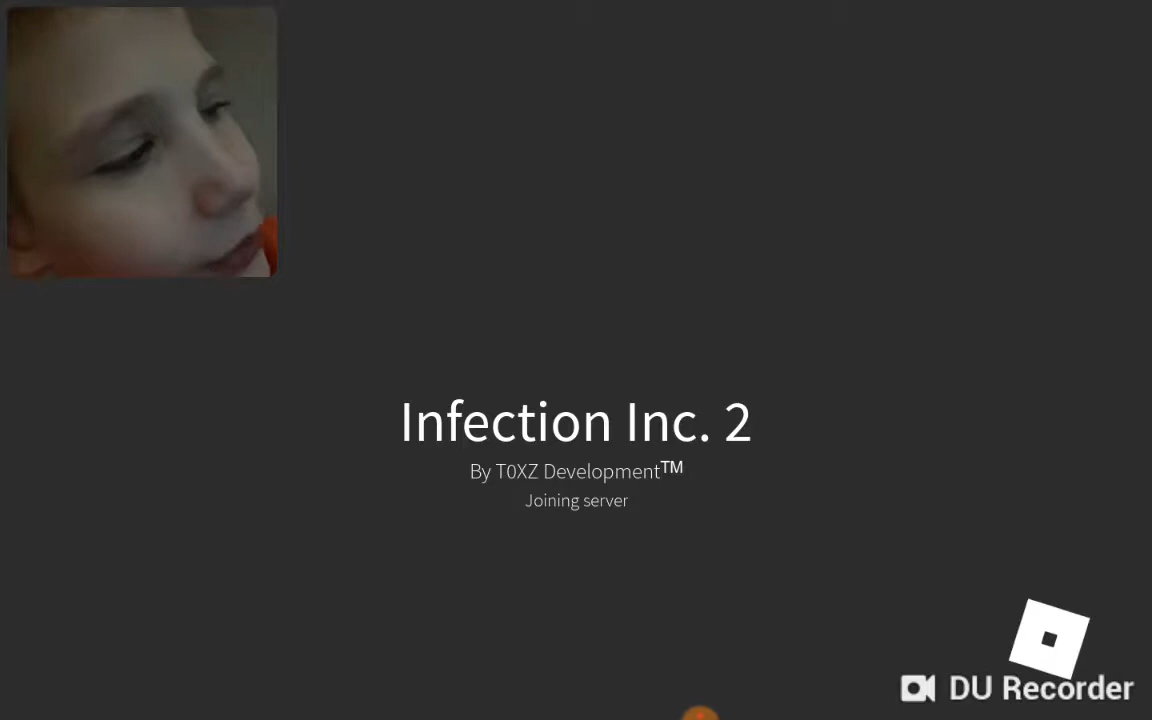 Infection Inc. 2
By T0XZ Development™
Joining server
DU Recorder